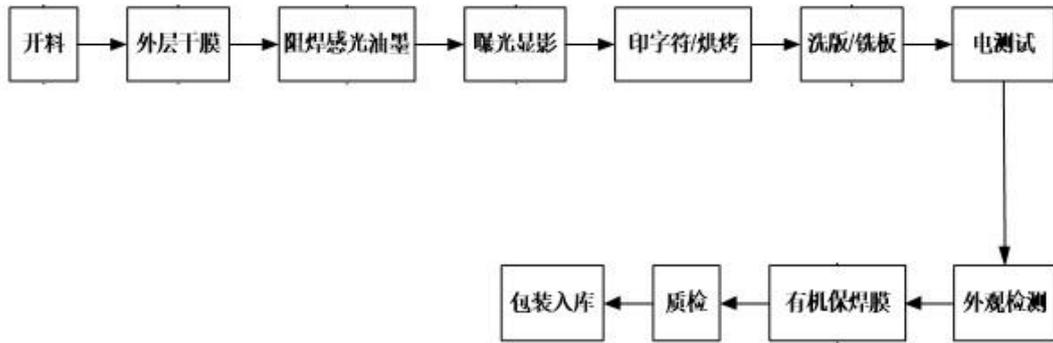 开料
外层干膜
阻焊感光油墨
曝光显影
印字符/烘烤
洗版/铣板
电测试
外观检测
有机保焊膜
质检
包装入库